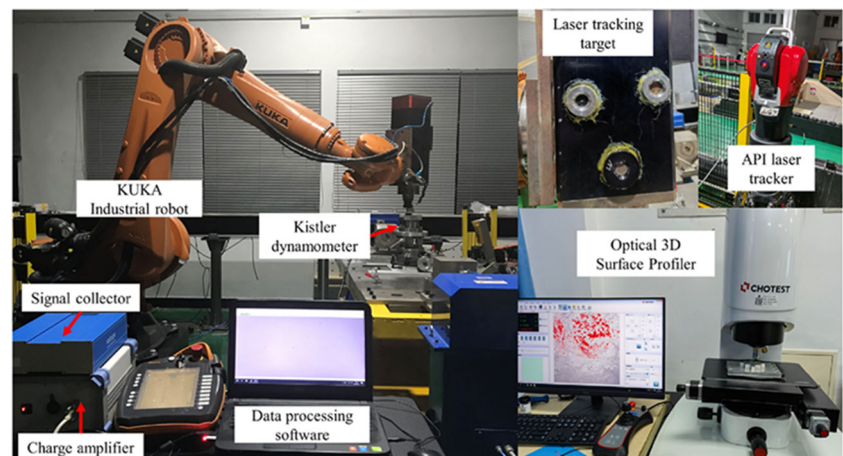 Laser tracking
target
API laser
tracker
KUKA
KUKA
Industrial robot
Kistler
dynamometer
Optical 3D
Surface Profiler
CHOTEST
Signal collector
Data processing
software
Charge amplifier